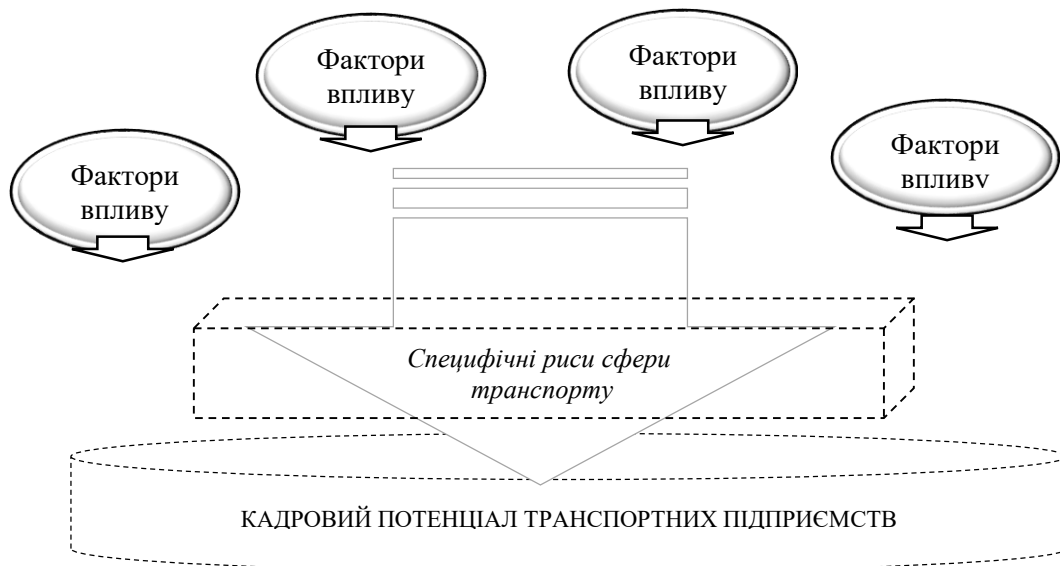 Фактори
впливу
Фактори
впливу
Фактори
впливу
Фактори
впливу
Специфічні риси сфери
транспорту
КАДРОВИЙ ПОТЕНЦІАЛ ТРАНСПОРТНИХ ПІДПРИЄМСТВ